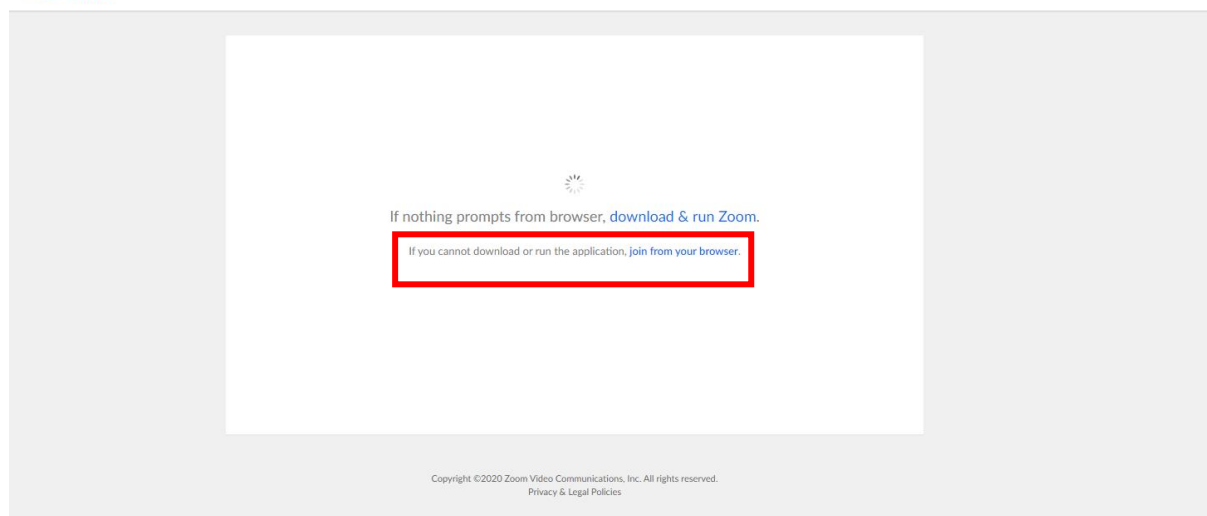 If nothing prompts from browser, download & run Zoom.
If you cannot download or run the application, join from your browser.
Copyright ©2020 Zoom Video Communications, Inc. All rights reserved.
Privacy & Legal Policies